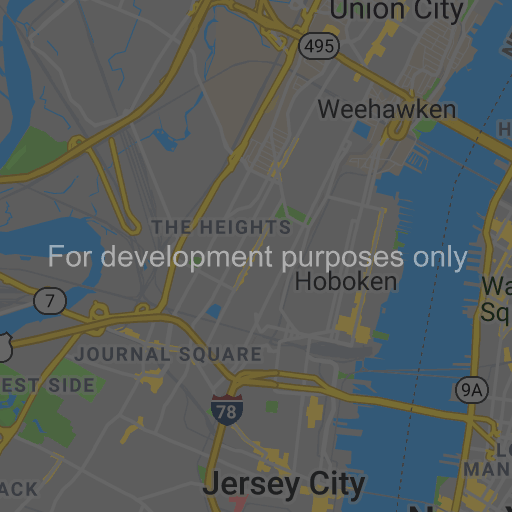 Union City
495
Weehawken
H
THE HEIGHTS
For development purposes only
Hoboken
7
Wa
Sq
JOURNAL SQUARE
EST SIDE
9A
78
L
MAN
Jersey City
ACK